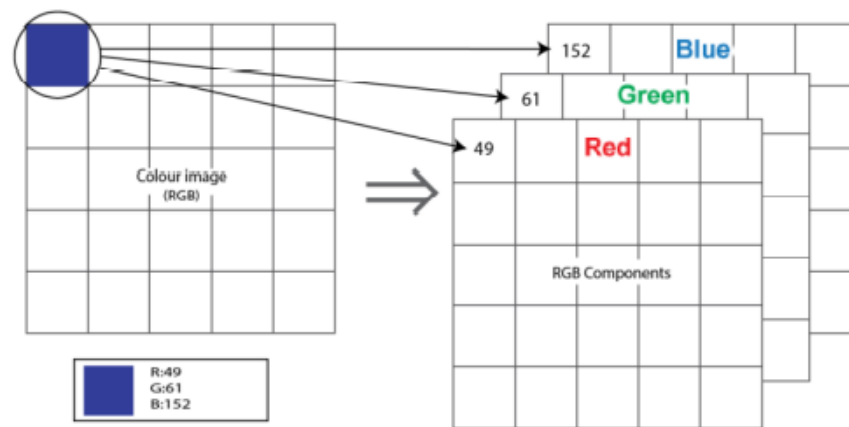 152
Blue
61
Green
49
Red
Colour image
(RGB)
RGB Components
R:49
G:61
B:152